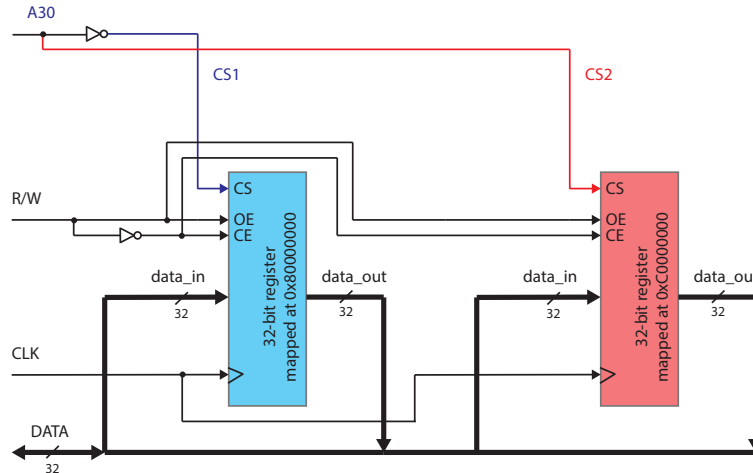 A30
CS1
CS2
R/W
CS
OE
CE
32-bit register
mapped at 0x80000000
CS
OE
CE
32-bit register
mapped at 0xC0000000
data_in
32
data_out
32
data_in
32
data_ou
32
CLK
DATA
32